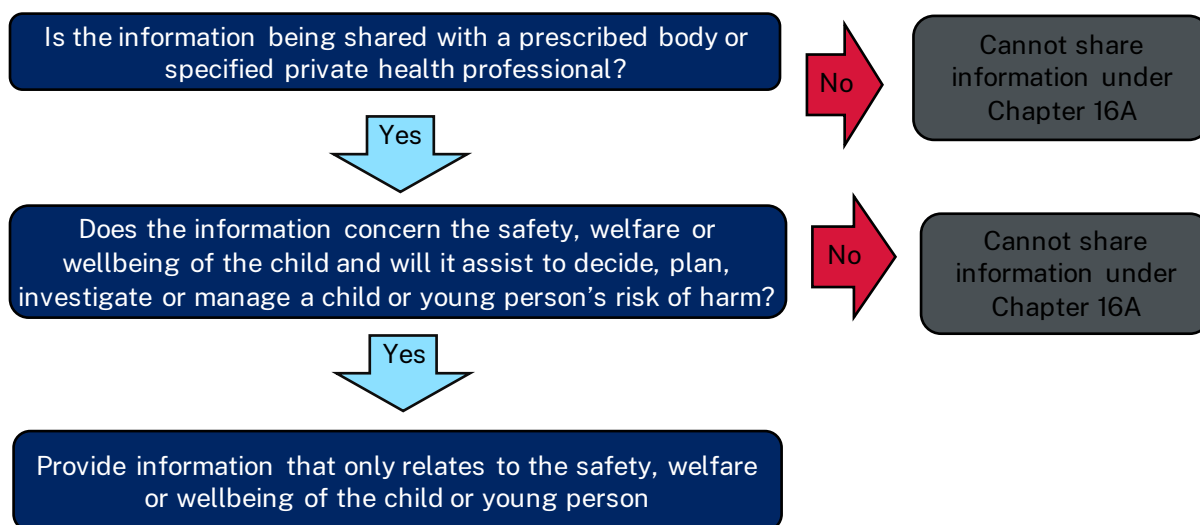 Is the information being shared with a prescribed body or
specified private health professional?
No
Cannot share
information under
Chapter 16A
Yes
Does the information concern the safety, welfare or
wellbeing of the child and will it assist to decide, plan,
investigate or manage a child or young person's risk of harm?
No
Cannot share
information under
Chapter 16A
Yes
Provide information that only relates to the safety, welfare
or wellbeing of the child or young person